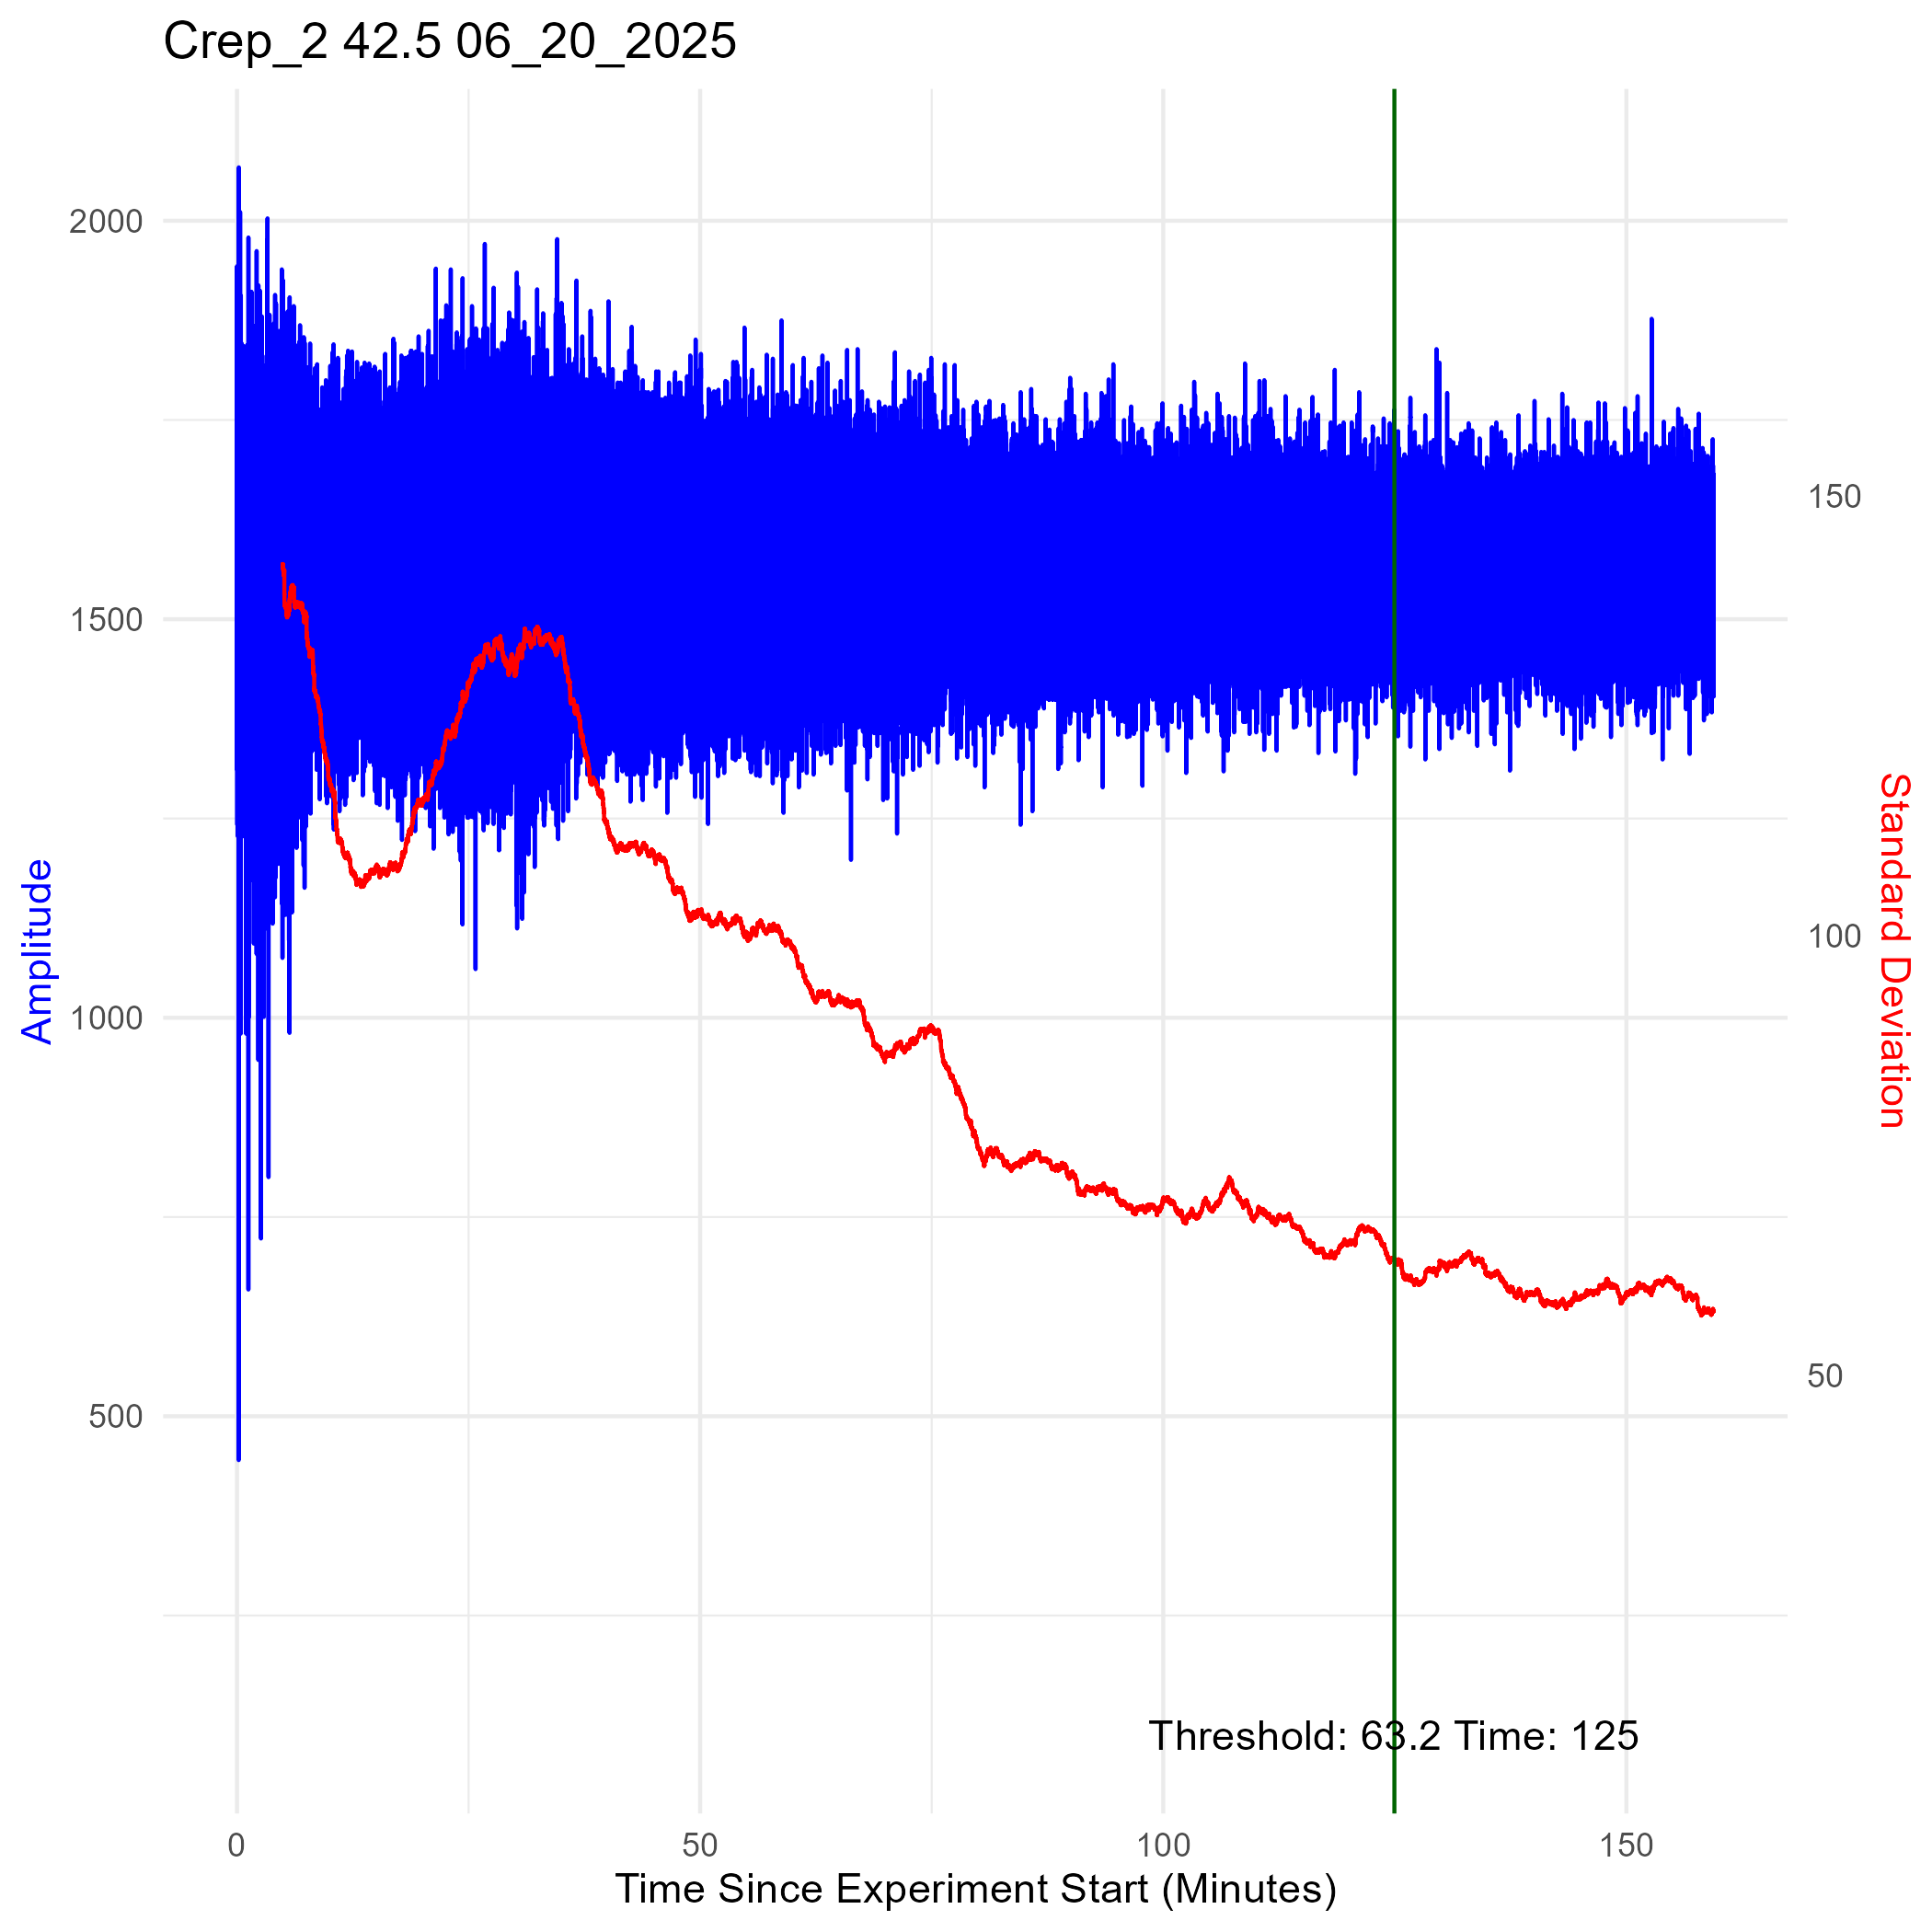 Crep_2 42.5 06_20_2025
2000
1500
1000
500
Amplitude
150
100
50
Standard Deviation
Threshold: 63.2 Time: 125
0 50 100 150
Time Since Experiment Start (Minutes)